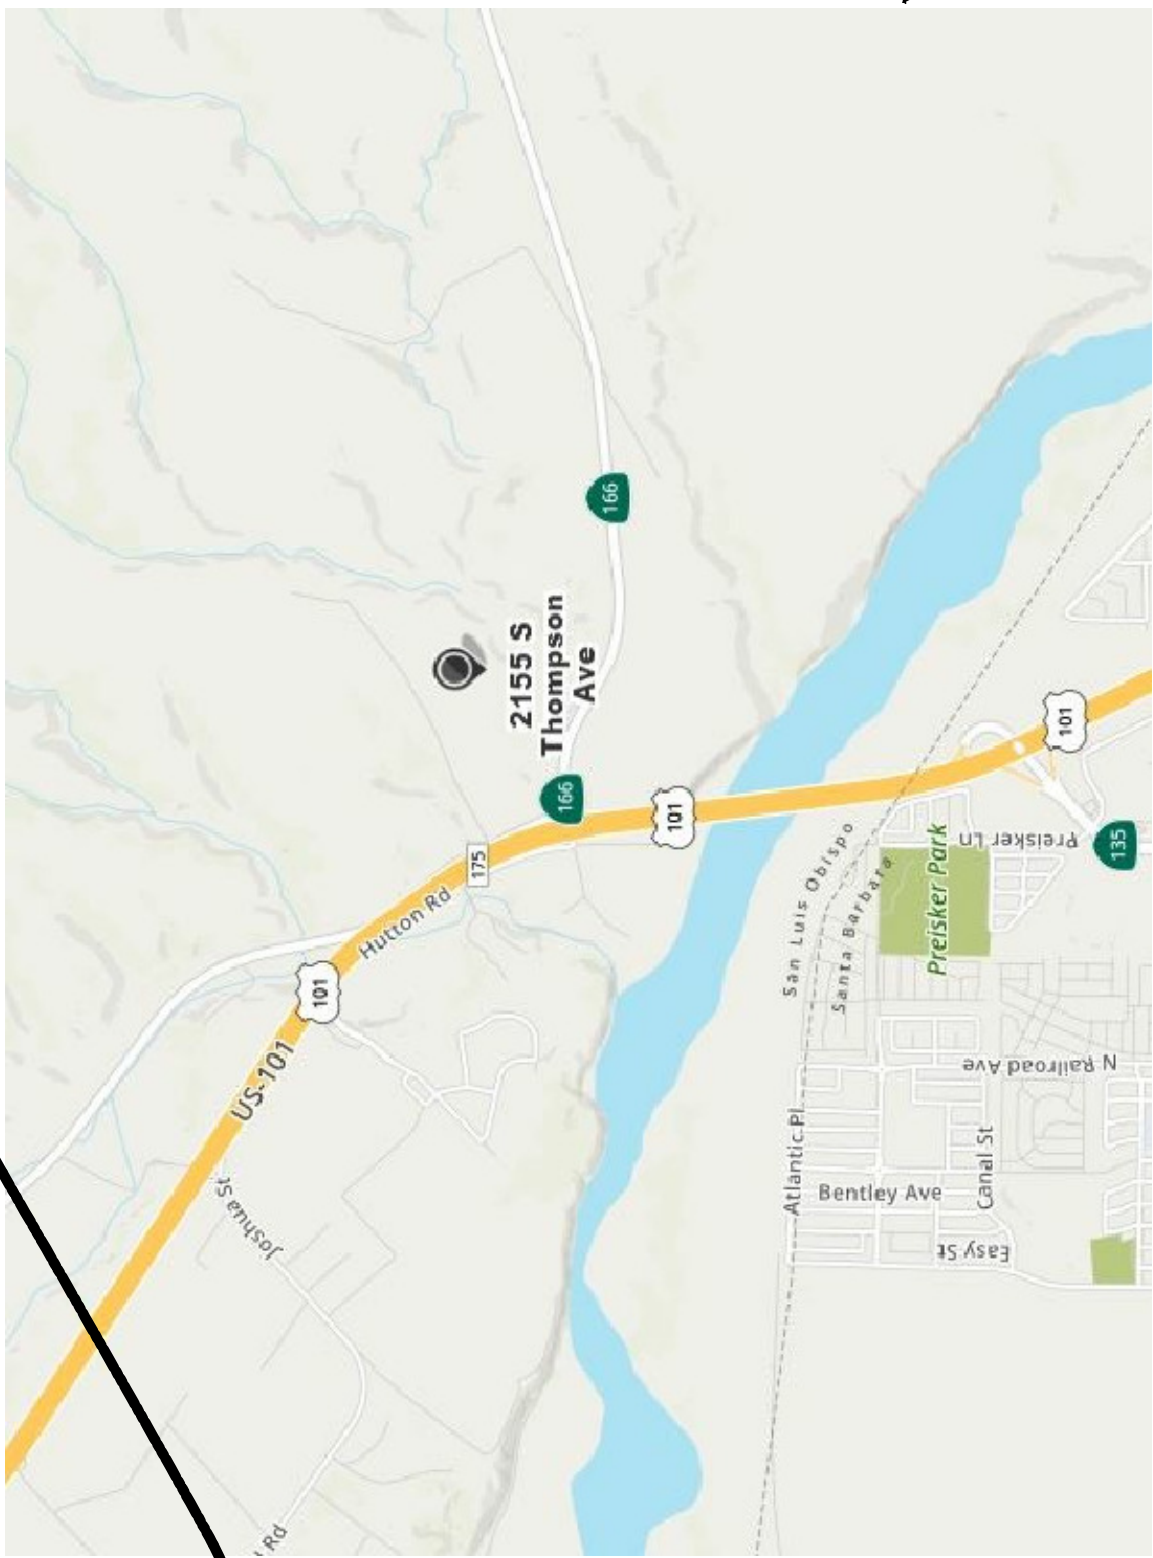 166
2155 S
Thompson
Ave
166
101
101
175
Hutton Rd
101
US-101
Joshua St
Rd
San Luis Obispo
Santa Barbara
Preisker Park
Preisker Ln
135
N Railroad Ave
Atlantic Pl
Bentley Ave
Canal St
Easy St